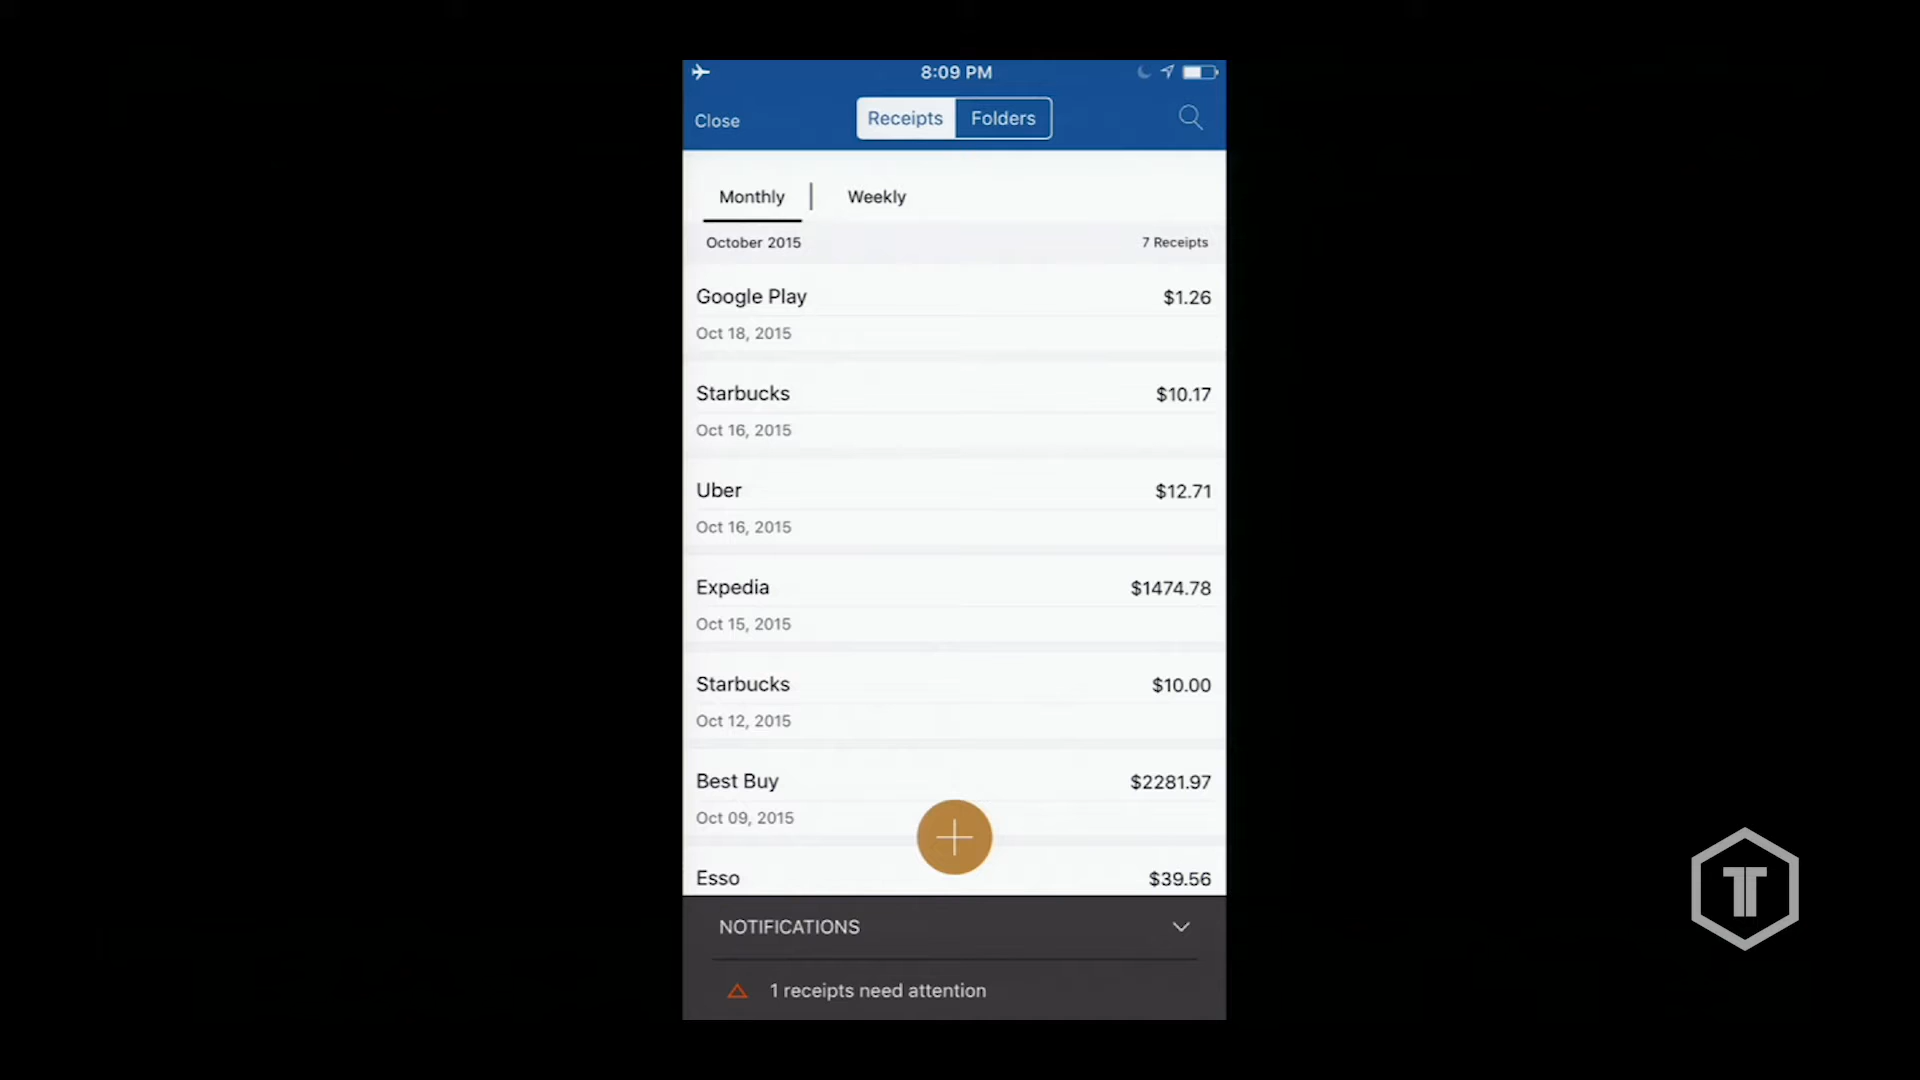 8:09 PM
Close
Receipts
Folders
Monthly
Weekly
October 2015
7 Receipts
Google Play
$1.26
Oct 18, 2015
Starbucks
$10.17
Oct 16, 2015
Uber
$12.71
Oct 16, 2015
Expedia
$1474.78
Oct 15, 2015
Starbucks
$10.00
Oct 12, 2015
Best Buy
$2281.97
Oct 09, 2015
Esso
$39.56
NOTIFICATIONS
1 receipts need attention